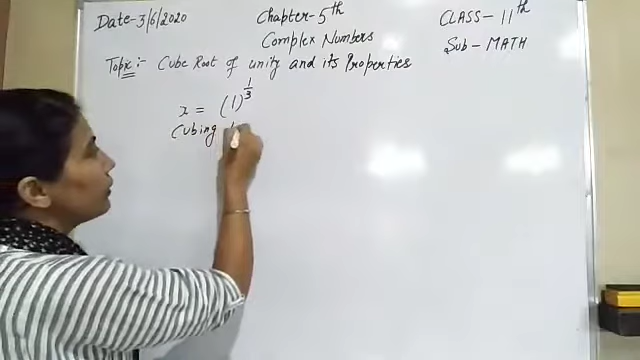 Date-3/6/2020
Chapter-5th
CLASS-11th
Complex Numbers
Sub-MATH
Topic:- Cube Root of unity and its Properties
x = (1)^1/3
Cubing